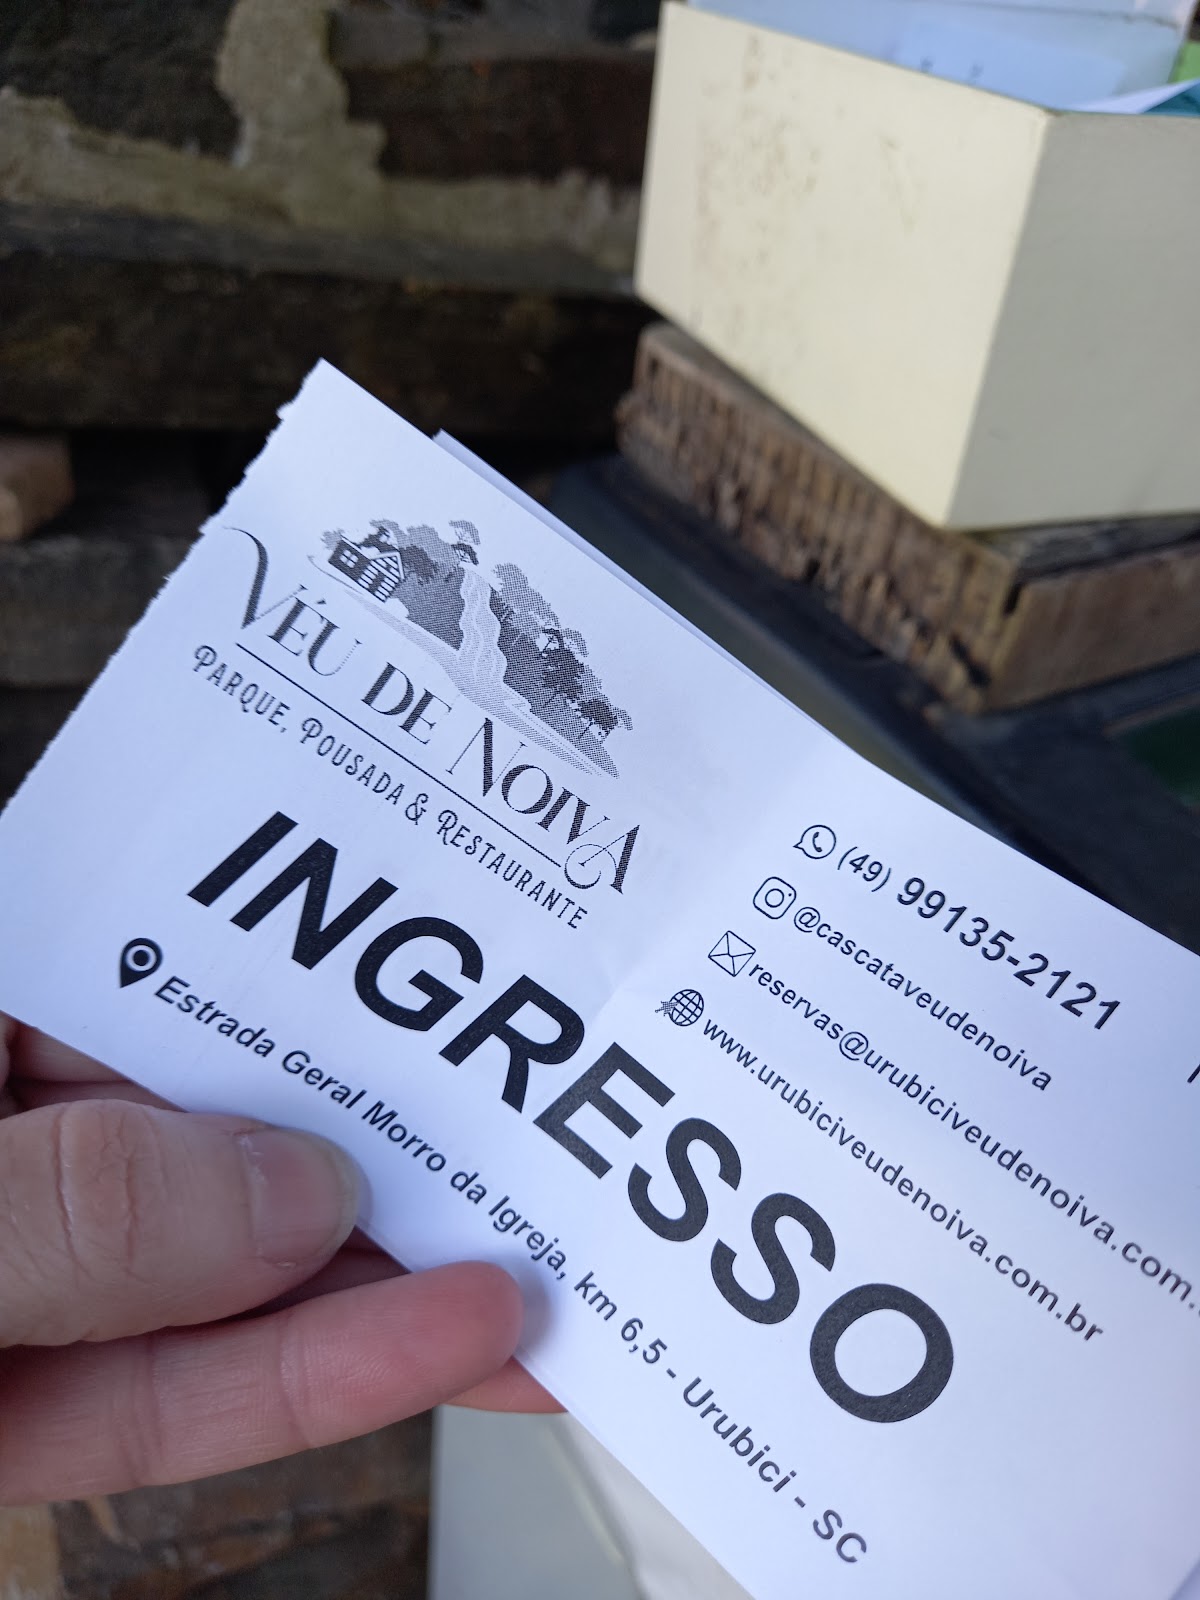 VÉU DE NOIVA
PARQUE, POUSADA & RESTAURANTE
INGRESSO
Estrada Geral Morro da Igreja, km 6,5 - Urubici - SC
(49) 99135-2121
@cascataveudenoiva
reservas@urubiciveudenoiva.com.
www.urubiciveudenoiva.com.br